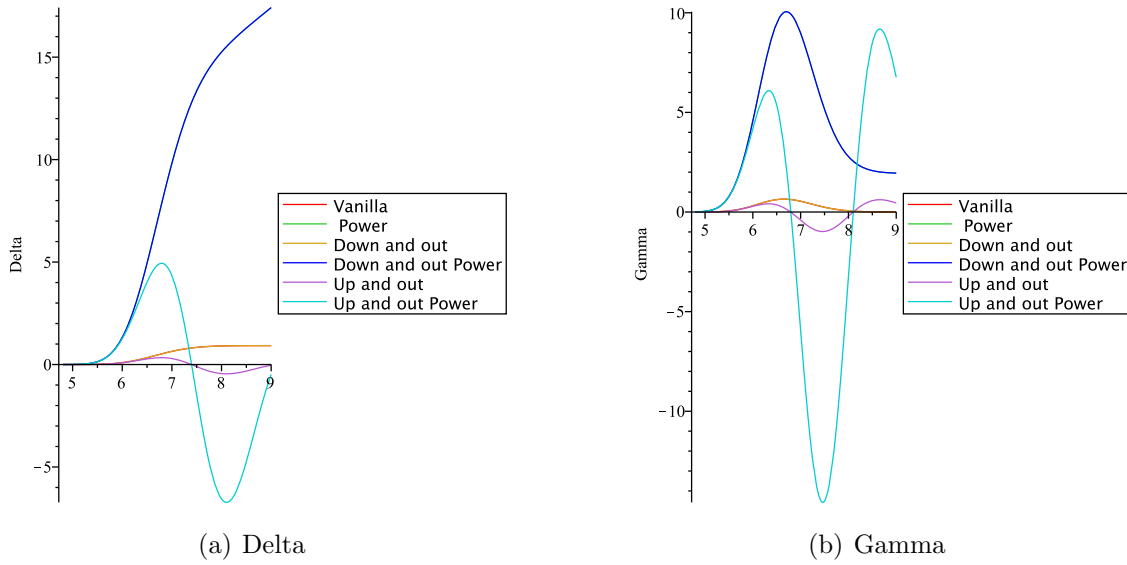 15
10
5
0
−5
Delta
5
6
7
8
9
Vanilla
Power
Down and out
Down and out Power
Up and out
Up and out Power
(a) Delta
10
5
0
−5
−10
Gamma
5
6
7
8
9
Vanilla
Power
Down and out
Down and out Power
Up and out
Up and out Power
(b) Gamma